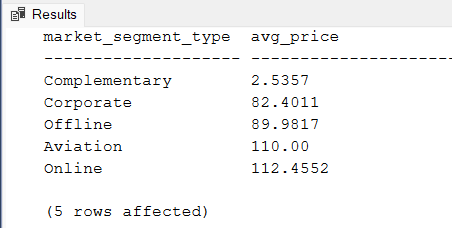 Results
market_segment_type avg_price
-------------------- ----------------------
Complementary 2.5357
Corporate 82.4011
Offline 89.9817
Aviation 110.00
Online 112.4552
(5 rows affected)